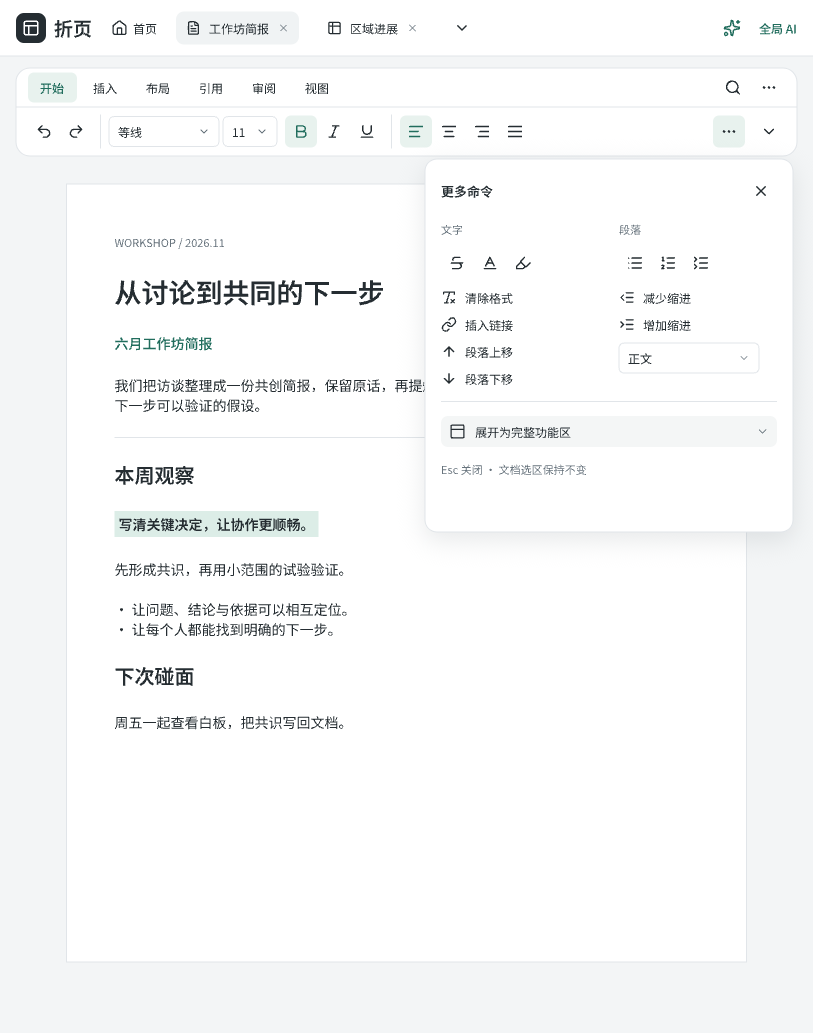 折页
首页
工作坊简报
区域进展
全局 AI
开始 插入 布局 引用 审阅 视图
等线 11 B I U
更多命令
文字 段落
清除格式 减少缩进
插入链接 增加缩进
段落上移 正文
段落下移
展开为完整功能区
Esc 关闭 • 文档选区保持不变
WORKSHOP / 2026.11
从讨论到共同的下一步
六月工作坊简报
我们把访谈整理成一份共创简报，保留原话，再提
下一步可以验证的假设。
本周观察
写清关键决定，让协作更顺畅。
先形成共识，再用小范围的试验验证。
• 让问题、结论与依据可以相互定位。
• 让每个人都能找到明确的下一步。
下次碰面
周五一起查看白板，把共识写回文档。